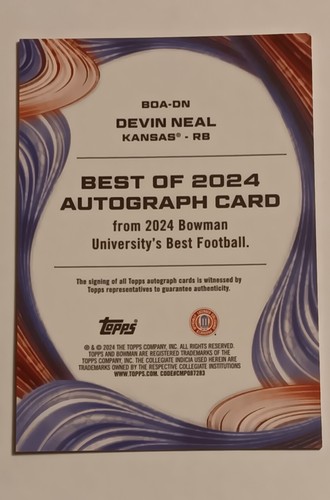 BOA-DN
DEVIN NEAL
KANSAS® - RB
BEST OF 2024
AUTOGRAPH CARD
from 2024 Bowman
University's Best Football.
The signing of all Topps autograph cards is witnessed by
Topps representatives to guarantee authenticity.
Topps
® & © 2024 THE TOPPS COMPANY, INC. ALL RIGHTS RESERVED.
TOPPS AND BOWMAN ARE REGISTERED TRADEMARKS OF THE
TOPPS COMPANY, INC. THE COLLEGIATE INDICIA USED HEREIN ARE
TRADEMARKS OWNED BY THE RESPECTIVE COLLEGIATE INSTITUTIONS
WWW.TOPPS.COM. CODE#CMP087283